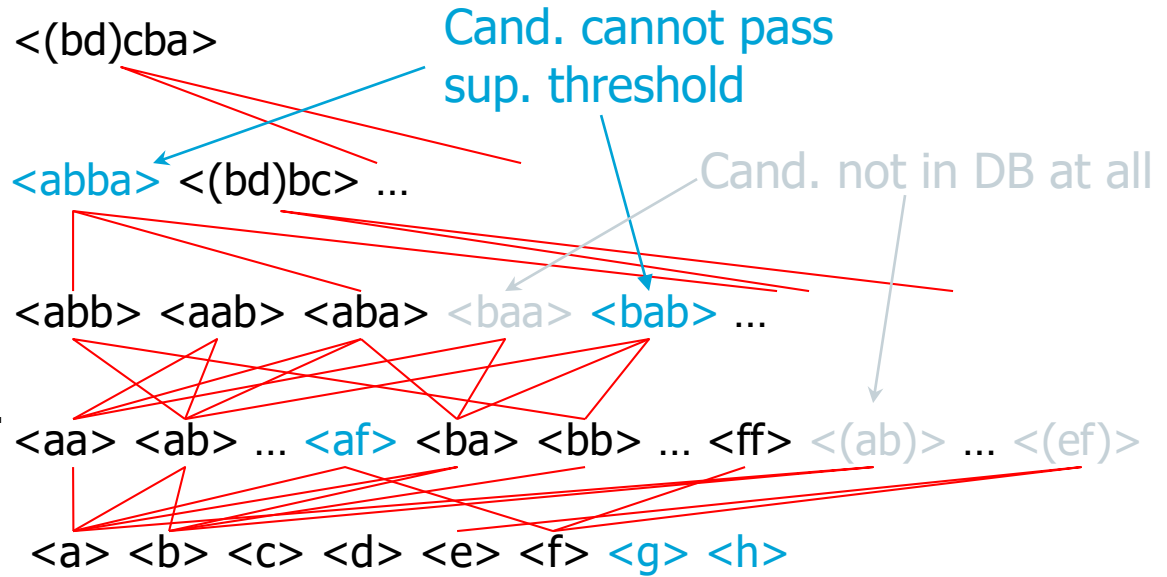 <(bd)cba>
Cand. cannot pass
sup. threshold
<abba> <(bd)bc> ...
Cand. not in DB at all
<abb> <aab> <aba> <baa> <bab> ...
<aa> <ab> ... <af> <ba> <bb> ... <ff> <(ab)> ... <(ef)>
<a> <b> <c> <d> <e> <f> <g> <h>